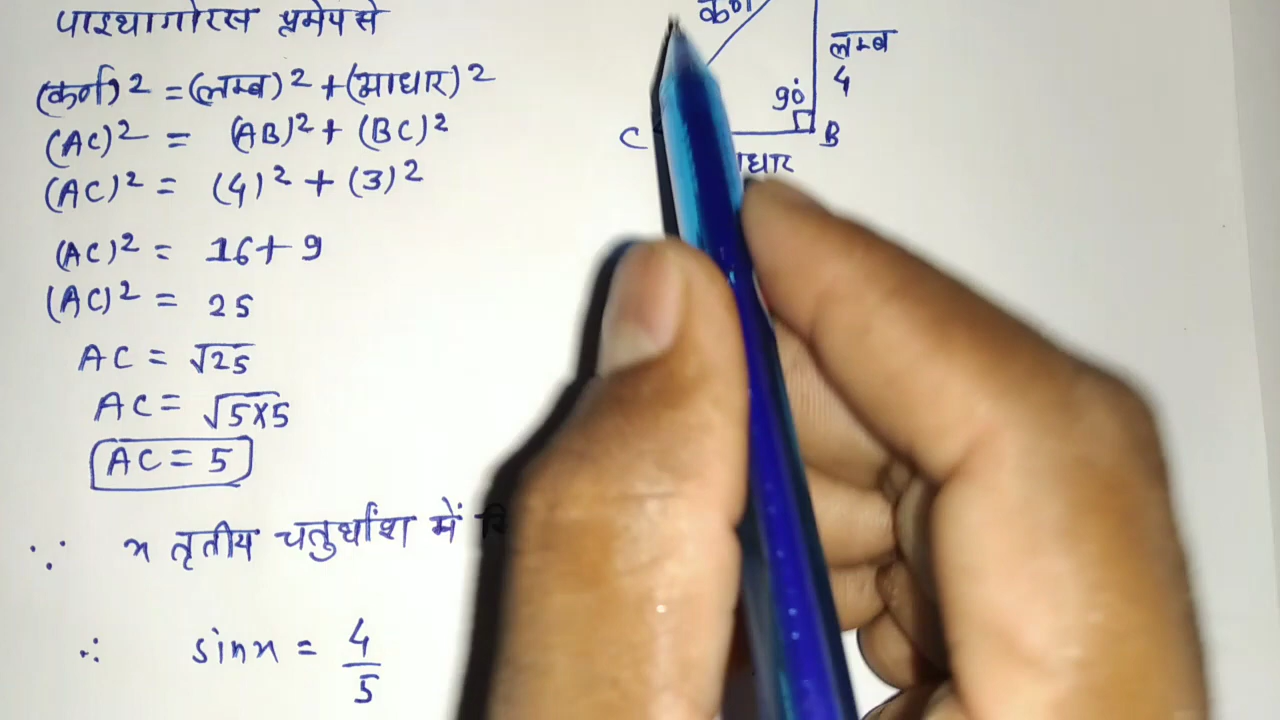 पाइथागोरस प्रमेय से
(कर्ण)² = (लम्ब)² + (आधार)²
(AC)² = (AB)² + (BC)²
(AC)² = (4)² + (3)²
(AC)² = 16 + 9
(AC)² = 25
AC = √25
AC = √5×5
AC = 5
∵ x तृतीय चतुर्थांश में
∴ sinx = 4/5
कर्ण
लम्ब
4
90°
C
B